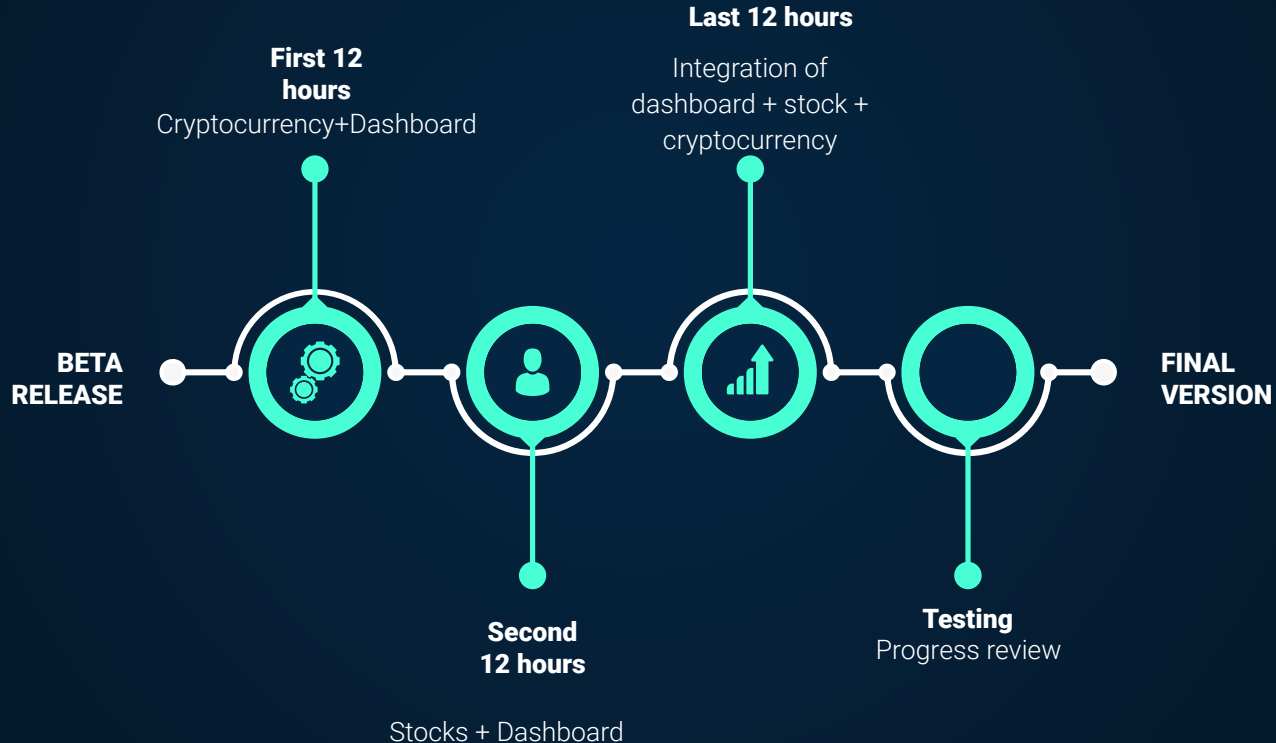 Last 12 hours
First 12
hours
Cryptocurrency+Dashboard
Integration of
dashboard + stock +
cryptocurrency
BETA
RELEASE
FINAL
VERSION
Second
12 hours
Stocks + Dashboard
Testing
Progress review